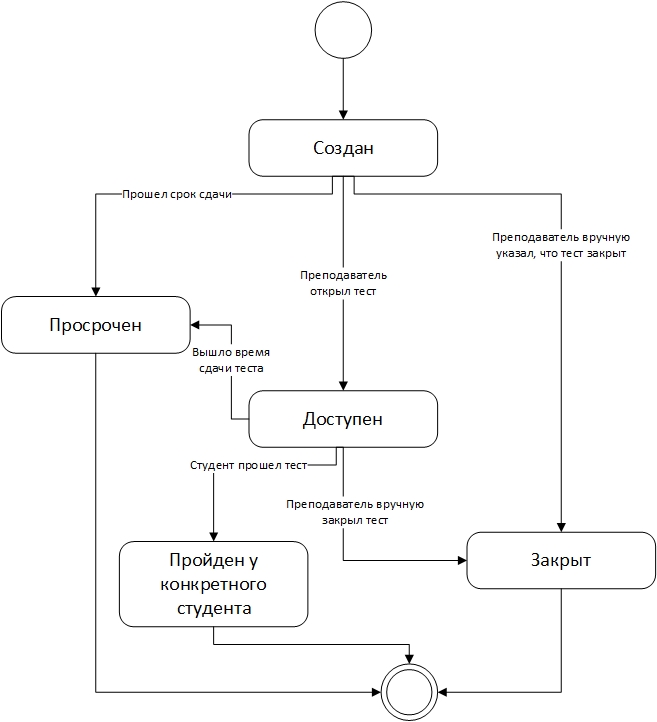 Создан
Прошел срок сдачи
Преподаватель вручную
указал, что тест закрыт
Преподаватель
открыл тест
Просрочен
Вышло время
сдачи теста
Доступен
Студент прошел тест
Преподаватель вручную
закрыл тест
Пройден у
конкретного
студента
Закрыт